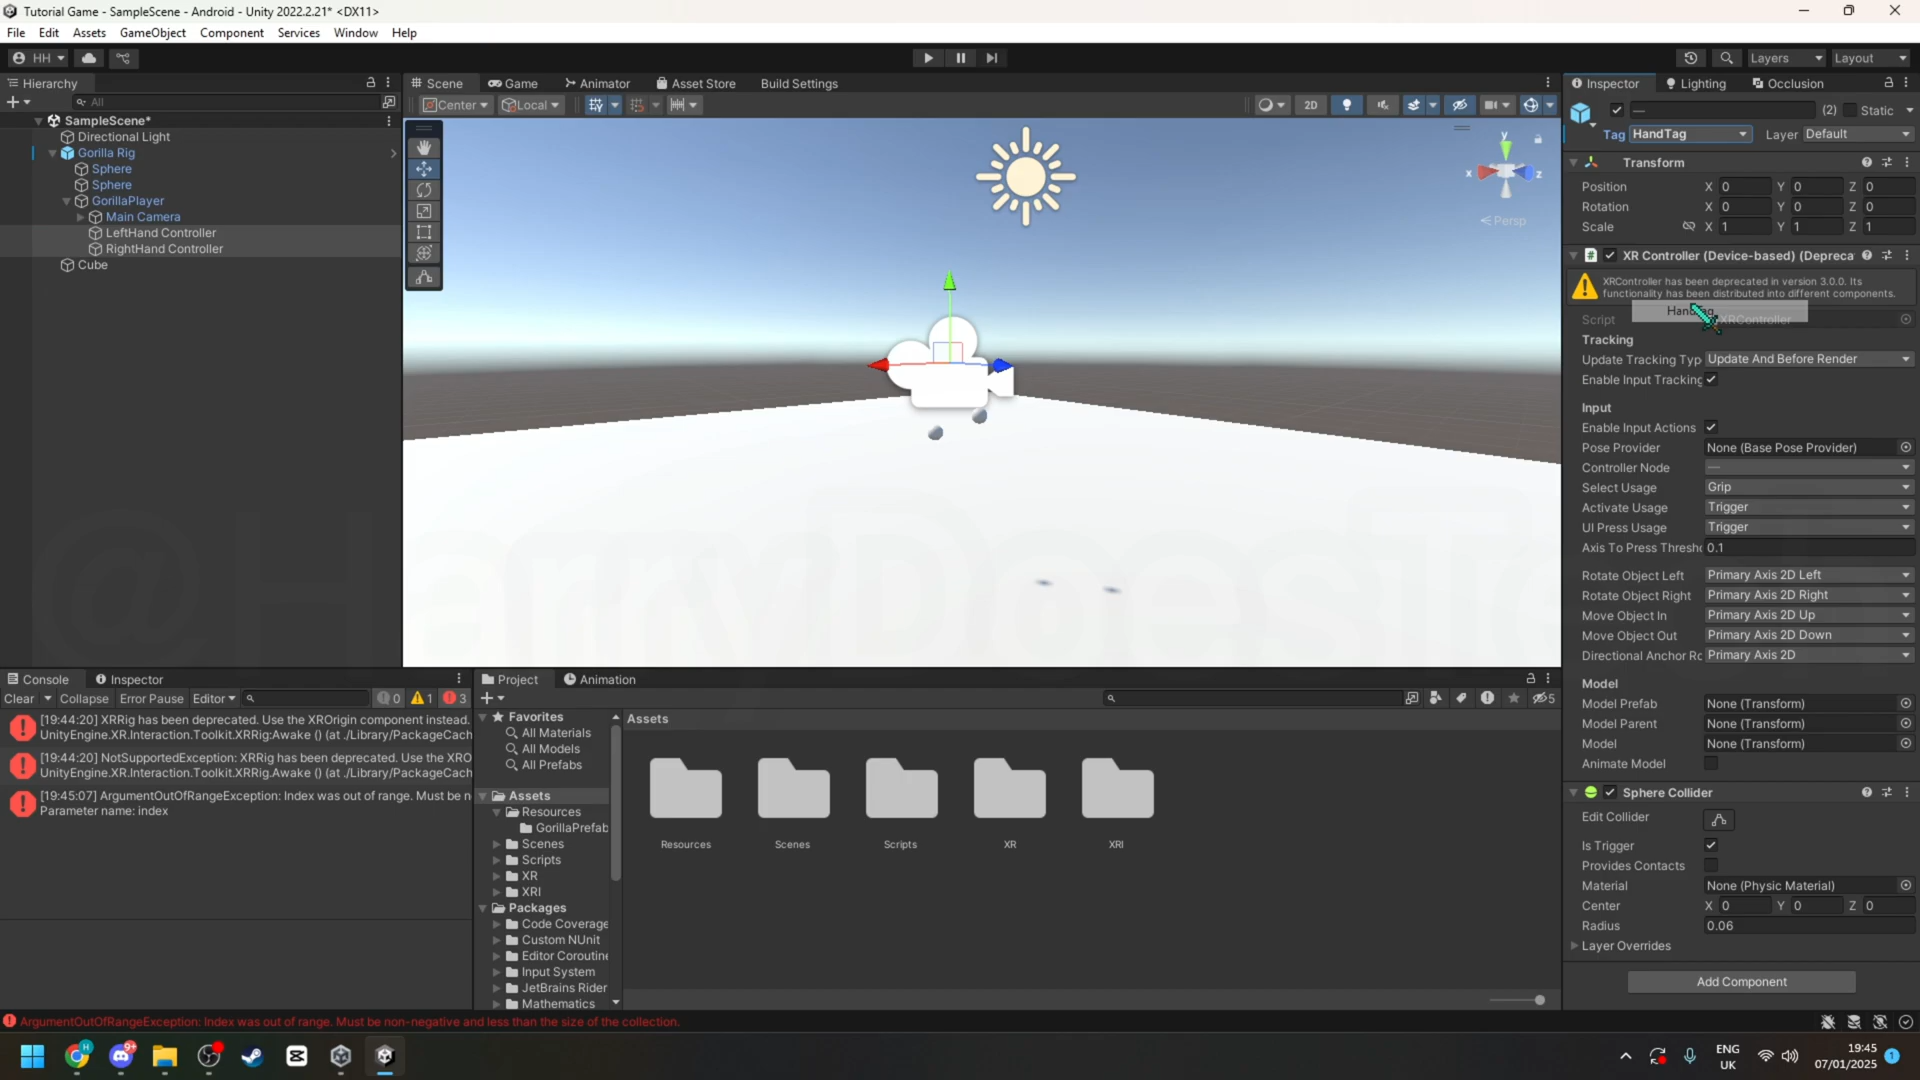 Tutorial Game - SampleScene - Android - Unity 2022.2.21* <DX11>
File Edit Assets GameObject Component Services Window Help
HH Layers Layout
Hierarchy
All
SampleScene*
Directional Light
Gorilla Rig
Sphere
Sphere
GorillaPlayer
Main Camera
LeftHand Controller
RightHand Controller
Cube
Scene Game Animator Asset Store Build Settings
Center Local 2D
y
x z
Persp
Inspector Lighting Occlusion
— (2) Static
Tag HandTag Layer Default
Transform
Position X 0 Y 0 Z 0
Rotation X 0 Y 0 Z 0
Scale X 1 Y 1 Z 1
XR Controller (Device-based) (Depreca
XRController has been deprecated in version 3.0.0. Its
functionality has been distributed into different components.
Script XRController
Tracking
Update Tracking Typ Update And Before Render
Enable Input Tracking
Input
Enable Input Actions
Pose Provider None (Base Pose Provider)
Controller Node —
Select Usage Grip
Activate Usage Trigger
UI Press Usage Trigger
Axis To Press Thresho 0.1
Rotate Object Left Primary Axis 2D Left
Rotate Object Right Primary Axis 2D Right
Move Object In Primary Axis 2D Up
Move Object Out Primary Axis 2D Down
Directional Anchor Ro Primary Axis 2D
Model
Model Prefab None (Transform)
Model Parent None (Transform)
Model None (Transform)
Animate Model
Sphere Collider
Edit Collider
Is Trigger
Provides Contacts
Material None (Physic Material)
Center X 0 Y 0 Z 0
Radius 0.06
Layer Overrides
Add Component
Console Inspector
Clear Collapse Error Pause Editor 0 1 3
[19:44:20] XRRig has been deprecated. Use the XROrigin component instead.
UnityEngine.XR.Interaction.Toolkit.XRRig:Awake () (at ./Library/PackageCach
[19:44:20] NotSupportedException: XRRig has been deprecated. Use the XRO
UnityEngine.XR.Interaction.Toolkit.XRRig.Awake () (at ./Library/PackageCach
[19:45:07] ArgumentOutOfRangeException: Index was out of range. Must be n
Parameter name: index
Project Animation
5
Favorites
All Materials
All Models
All Prefabs
Assets
Resources
GorillaPrefab
Scenes
Scripts
XR
XRI
Packages
Code Coverage
Custom NUnit
Editor Coroutine
Input System
JetBrains Rider
Mathematics
Assets
Resources Scenes Scripts XR XRI
ArgumentOutOfRangeException: Index was out of range. Must be non-negative and less than the size of the collection.
H 9+
ENG
UK
19:45
07/01/2025
1